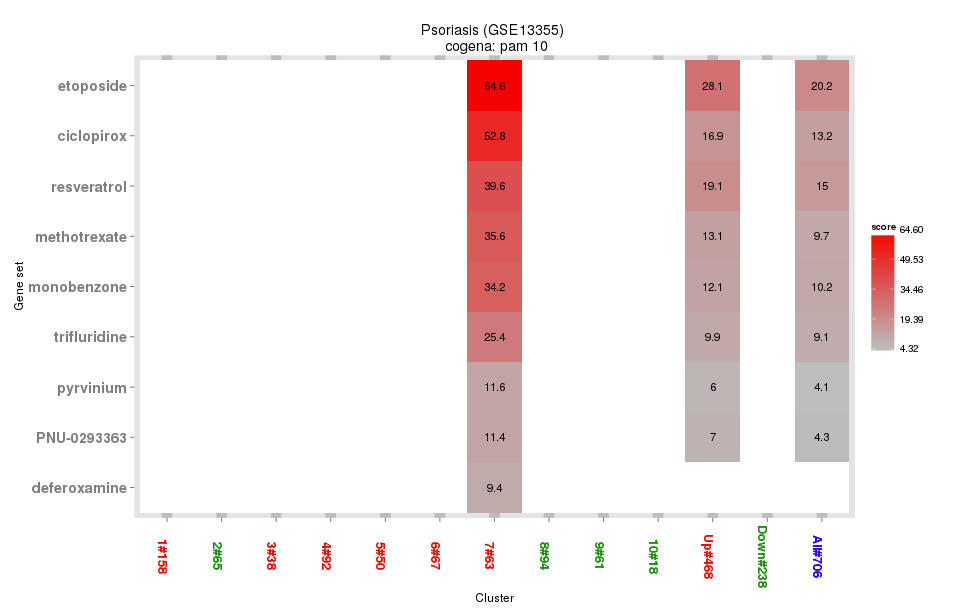 Psoriasis (GSE13355)
cogena: pam 10
etoposide 64.6 28.1 20.2
ciclopirox 52.8 16.9 13.2
resveratrol 39.6 19.1 15
methotrexate 35.6 13.1 9.7
monobenzone 34.2 12.1 10.2
trifluridine 25.4 9.9 9.1
pyrvinium 11.6 6 4.1
PNU-0293363 11.4 7 4.3
deferoxamine 9.4
Gene set
score
64.60
49.53
34.46
19.39
4.32
1#158 2#65 3#38 4#92 5#50 6#67 7#63 8#94 9#61 10#18 Up#468 Down#238 All#706
Cluster